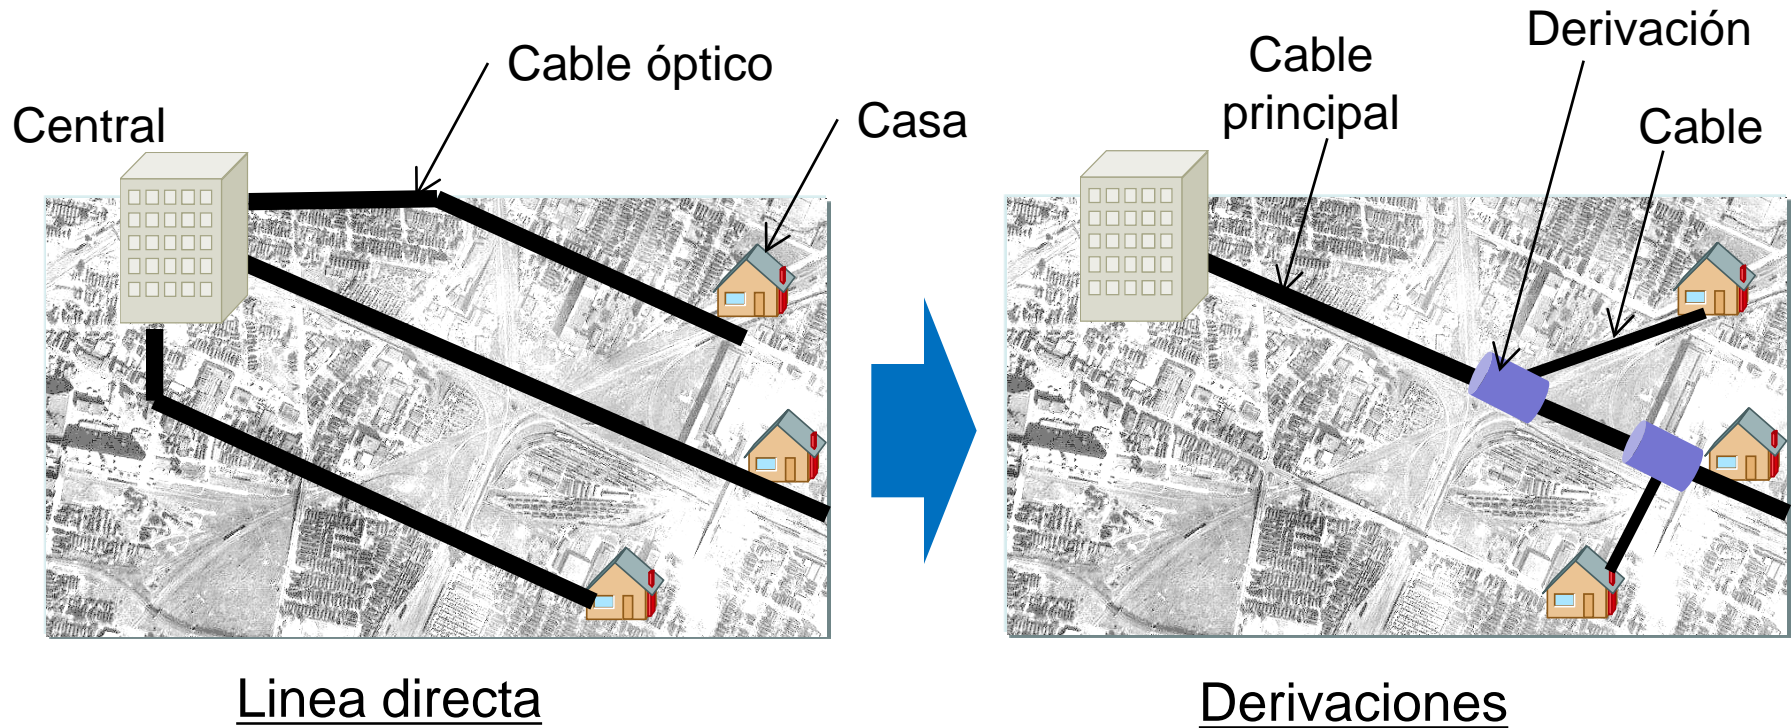 Central
Cable óptico
Casa
Linea directa
Cable
principal
Derivación
Cable
Derivaciones